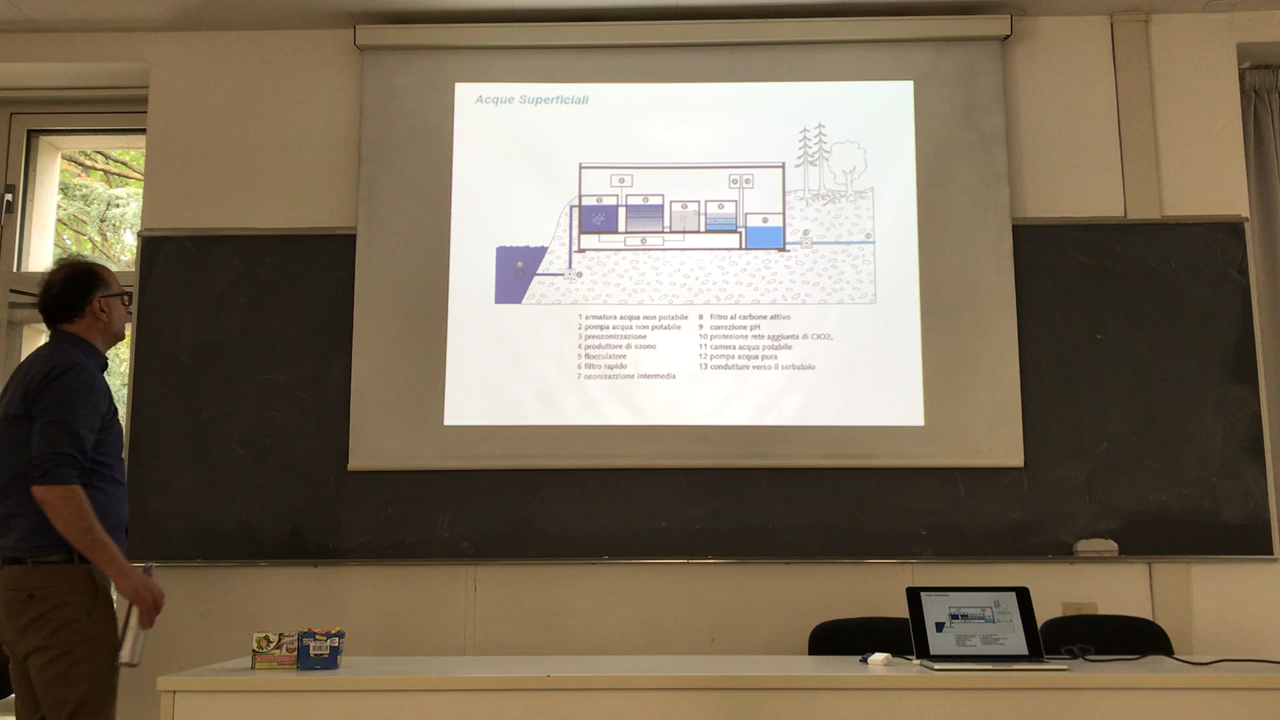 Acque Superficiali
1 armatura acqua non potabile
2 pompa acqua non potabile
3 preozonizzazione
4 produttore di ozono
5 flocculatore
6 filtro rapido
7 ozonizazzione intermedia
8 filtro al carbone attivo
9 correzione pH
10 protezione rete aggiunta di ClO2,
11 camera acqua potabile
12 pompa acqua pura
13 condutture verso il serbatoio